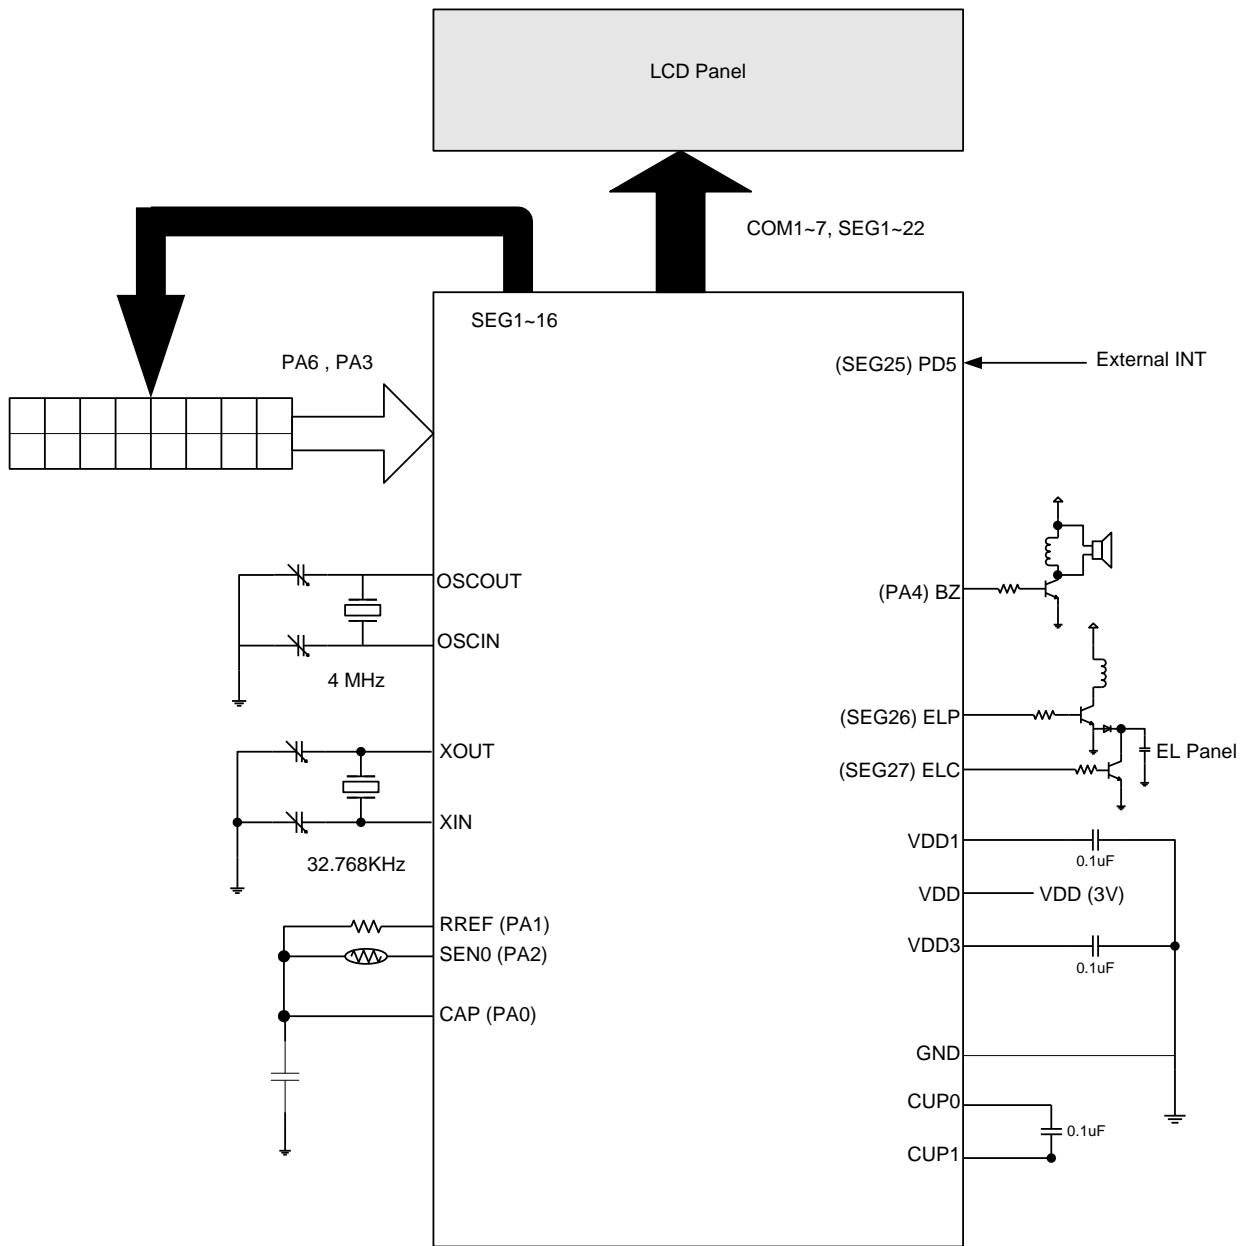 LCD Panel
COM1~7, SEG1~22
SEG1~16
PA6 , PA3
(SEG25) PD5
External INT
OSCOUT
(PA4) BZ
OSCIN
4 MHz
(SEG26) ELP
XOUT
EL Panel
(SEG27) ELC
XIN
VDD1
32.768KHz
0.1uF
VDD
VDD (3V)
RREF (PA1)
VDD3
SEN0 (PA2)
0.1uF
CAP (PA0)
GND
CUP0
0.1uF
CUP1